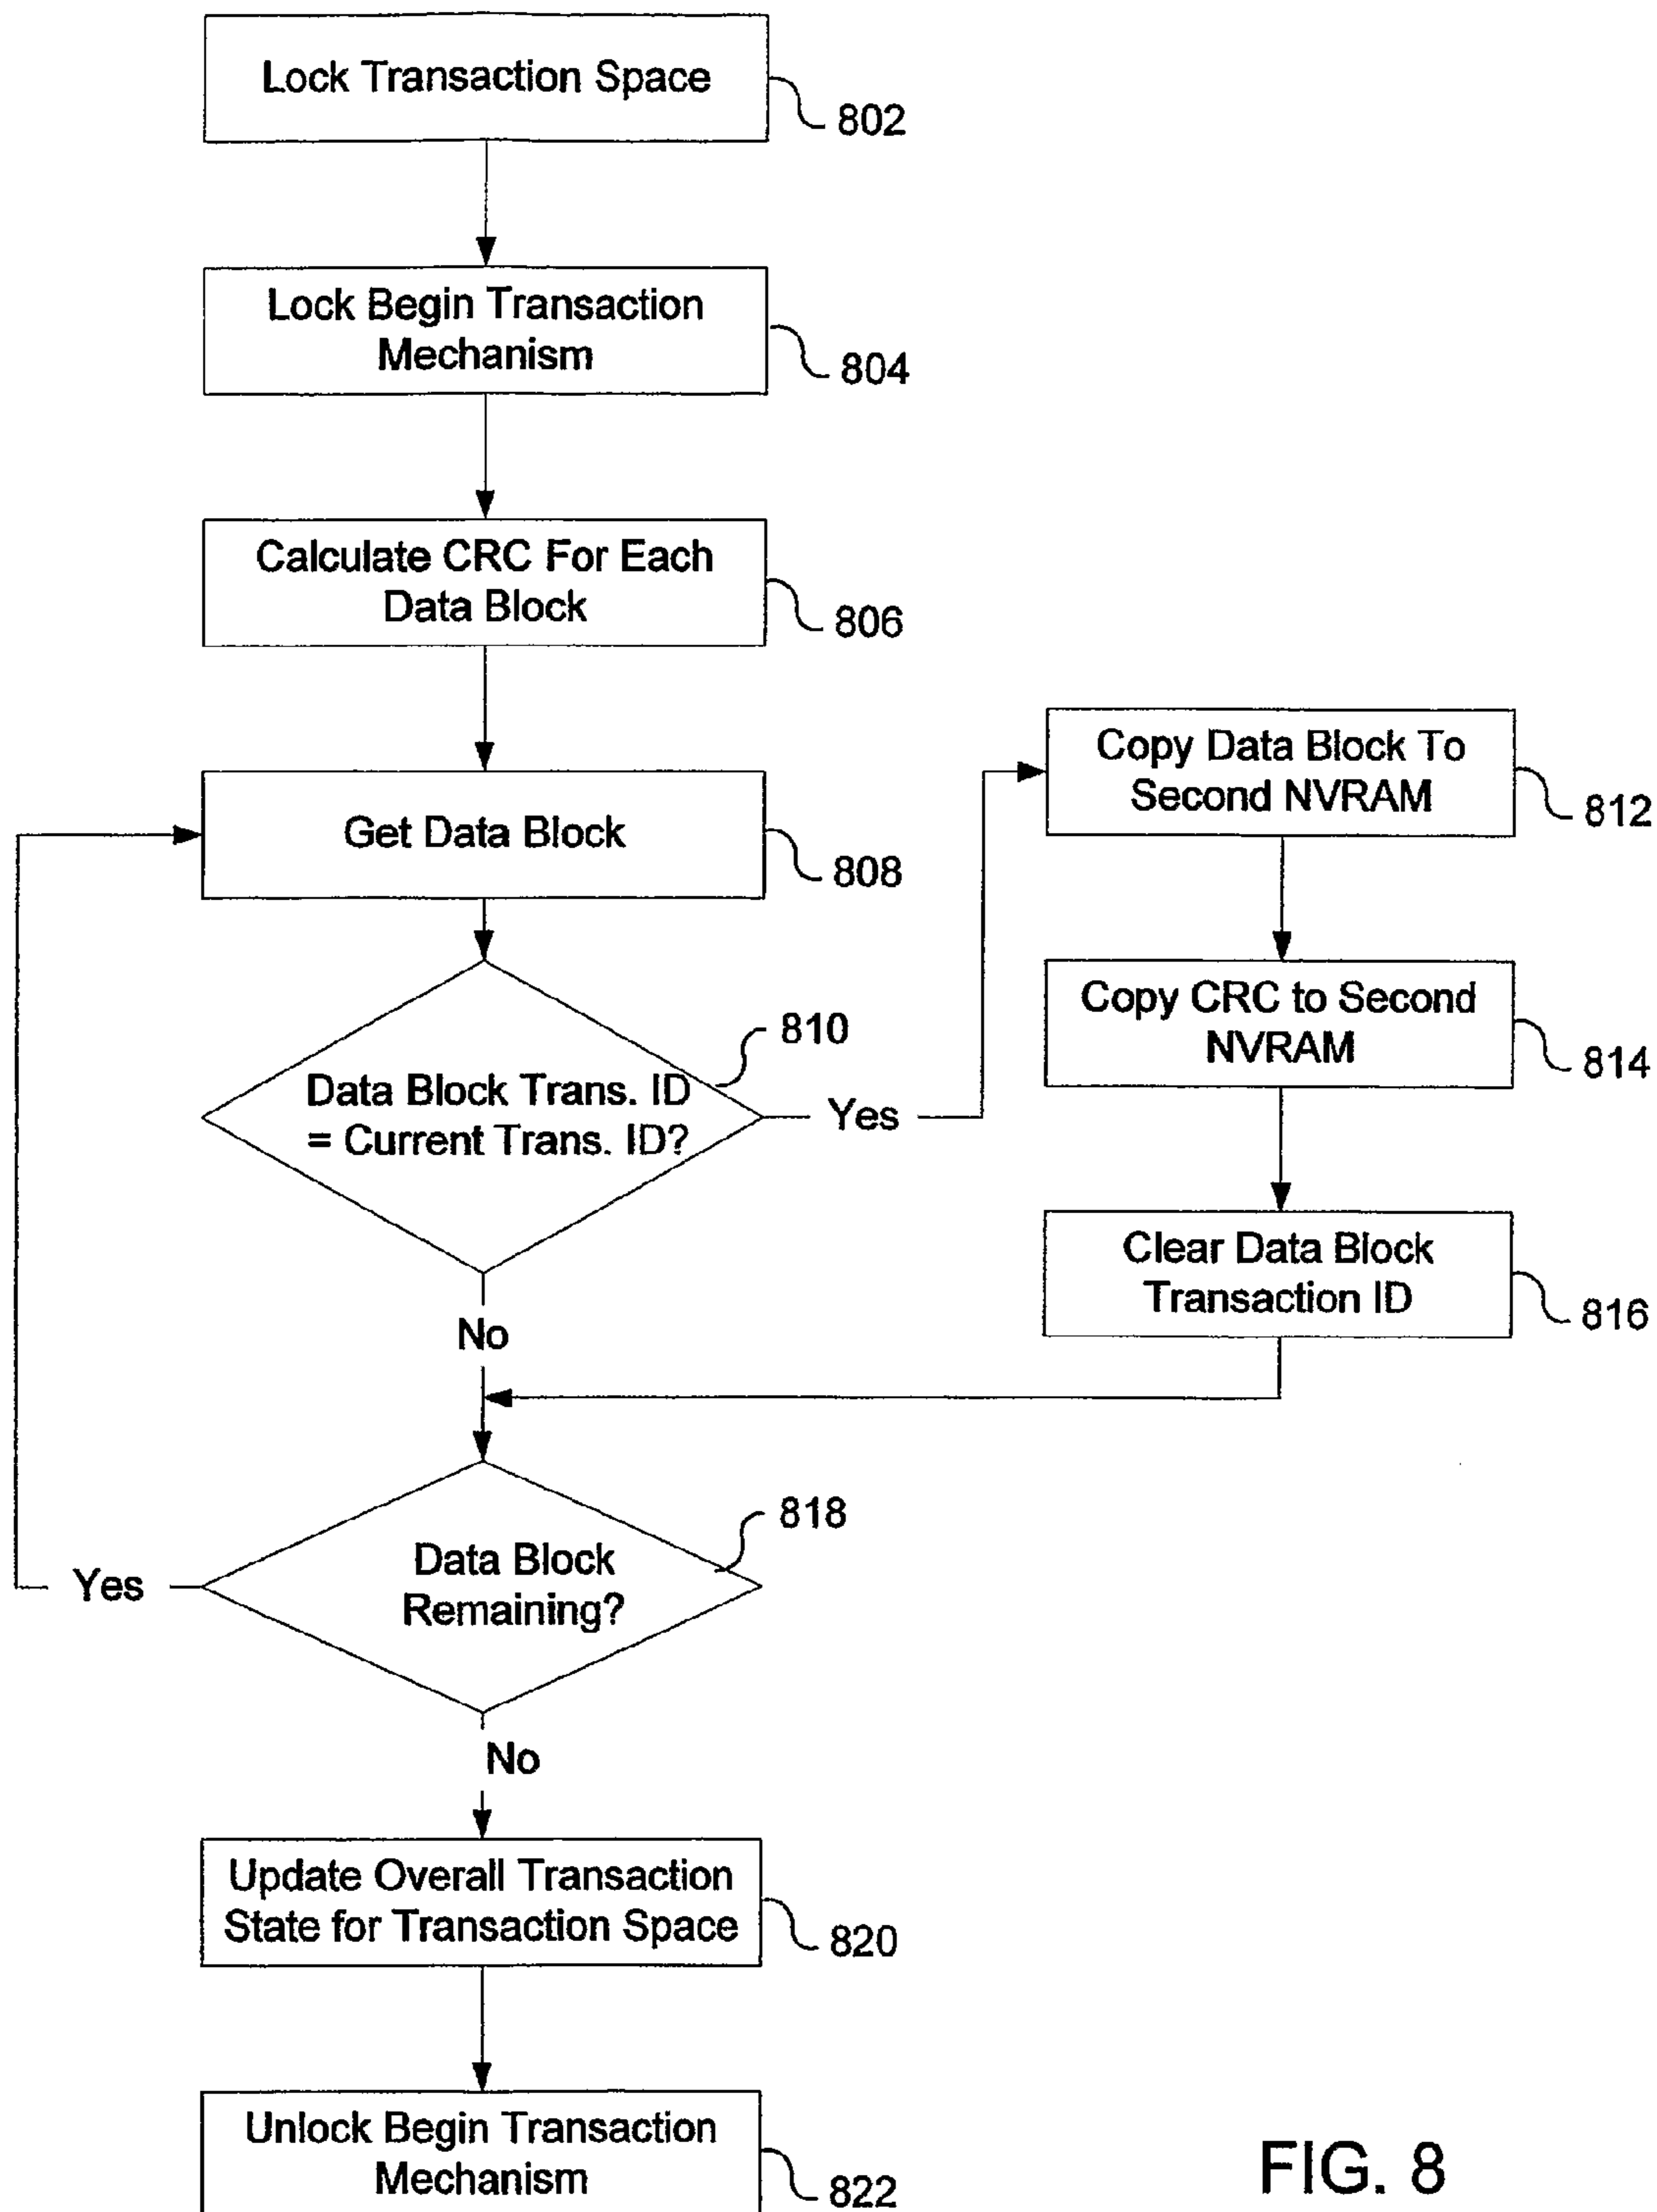 Lock Transaction Space
802
Lock Begin Transaction
Mechanism
804
Calculate CRC For Each
Data Block
806
Get Data Block
808
Data Block Trans. ID
= Current Trans. ID?
810
Yes
Copy Data Block To
Second NVRAM
812
Copy CRC to Second
NVRAM
814
Clear Data Block
Transaction ID
816
No
Data Block
Remaining?
818
Yes
No
Update Overall Transaction
State for Transaction Space
820
Unlock Begin Transaction
Mechanism
822
FIG. 8